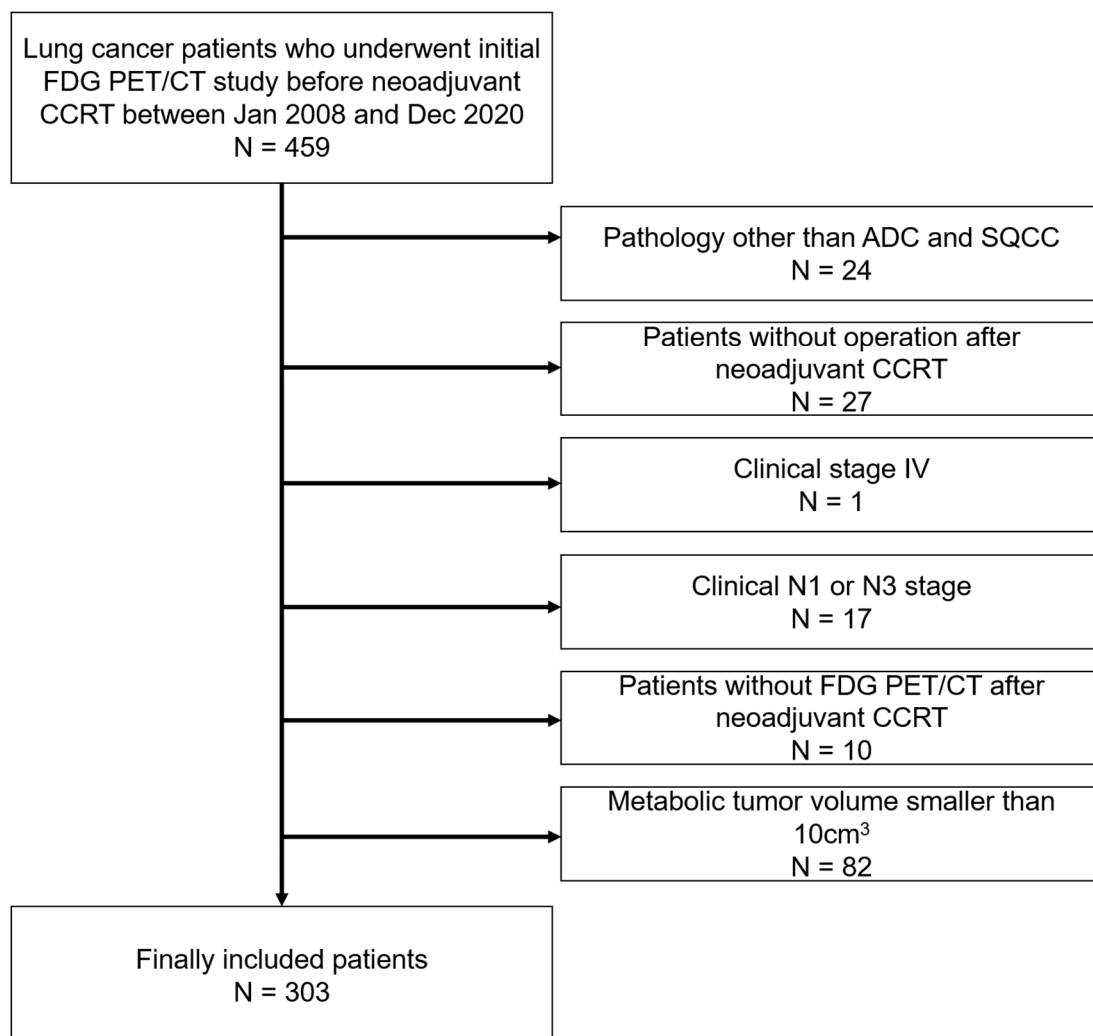 Lung cancer patients who underwent initial
FDG PET/CT study before neoadjuvant
CCRT between Jan 2008 and Dec 2020
N = 459
Pathology other than ADC and SQCC
N = 24
Patients without operation after
neoadjuvant CCRT
N = 27
Clinical stage IV
N = 1
Clinical N1 or N3 stage
N = 17
Patients without FDG PET/CT after
neoadjuvant CCRT
N = 10
Metabolic tumor volume smaller than
10cm³
N = 82
Finally included patients
N = 303